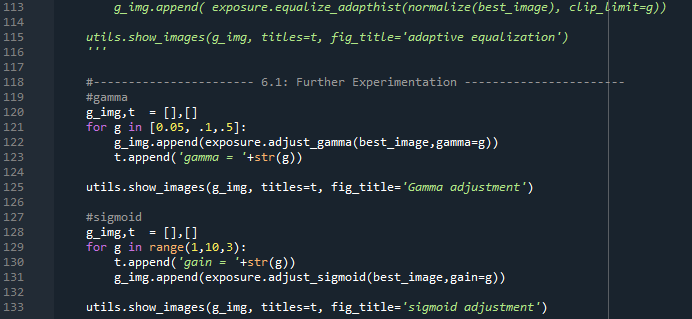 113 g_img.append( exposure.equalize_adapthist(normalize(best_image), clip_limit=g))
114
115 utils.show_images(g_img, titles=t, fig_title='adaptive equalization')
116 '''
117
118 #----------------------- 6.1: Further Experimentation -----------------------
119 #gamma
120 g_img,t  = [],[]
121 for g in [0.05, .1,.5]:
122     g_img.append(exposure.adjust_gamma(best_image,gamma=g))
123     t.append('gamma = '+str(g))
124
125 utils.show_images(g_img, titles=t, fig_title='Gamma adjustment')
126
127 #sigmoid
128 g_img,t  = [],[]
129 for g in range(1,10,3):
130     t.append('gain = '+str(g))
131     g_img.append(exposure.adjust_sigmoid(best_image,gain=g))
132
133 utils.show_images(g_img, titles=t, fig_title='sigmoid adjustment')